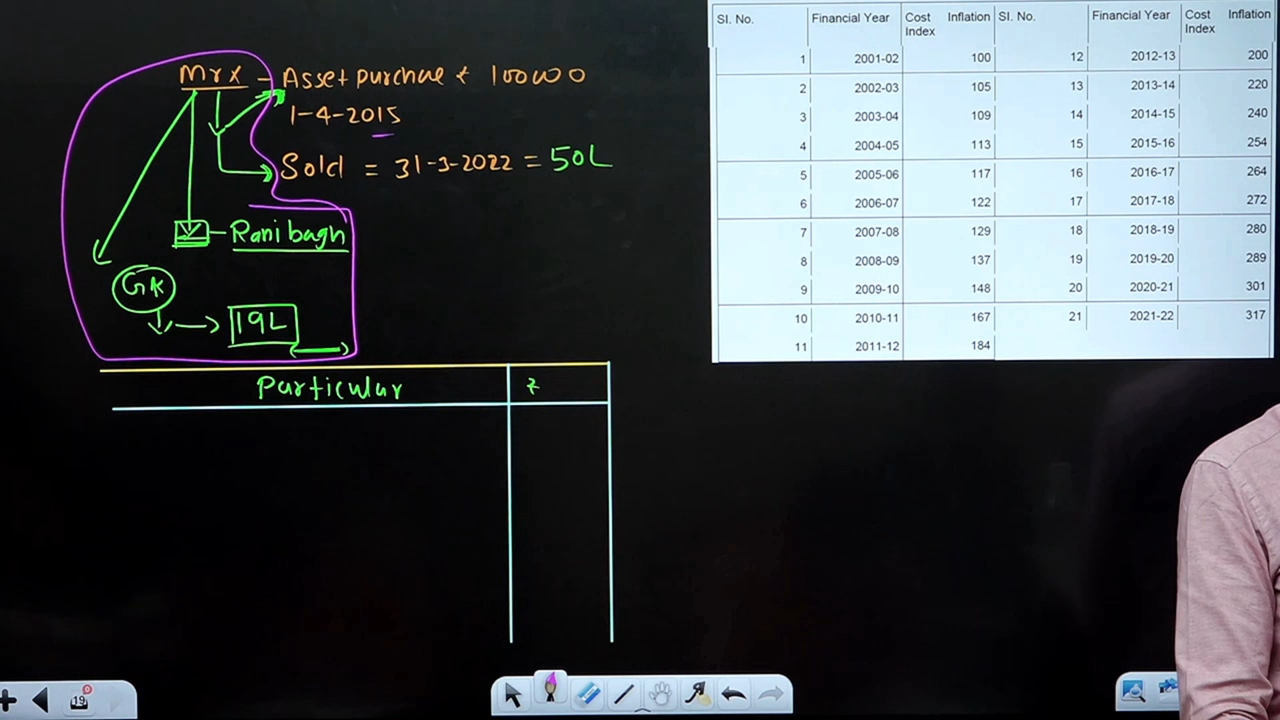 Mrx - Asset purchase ₹ 100000
1-4-2015
Sold = 31-3-2022 = 50L
Rani bagh
GK
19L
Particular ₹
Sl. No. Financial Year Cost Inflation Index Sl. No. Financial Year Cost Inflation Index
1 2001-02 100 12 2012-13 200
2 2002-03 105 13 2013-14 220
3 2003-04 109 14 2014-15 240
4 2004-05 113 15 2015-16 254
5 2005-06 117 16 2016-17 264
6 2006-07 122 17 2017-18 272
7 2007-08 129 18 2018-19 280
8 2008-09 137 19 2019-20 289
9 2009-10 148 20 2020-21 301
10 2010-11 167 21 2021-22 317
11 2011-12 184
19